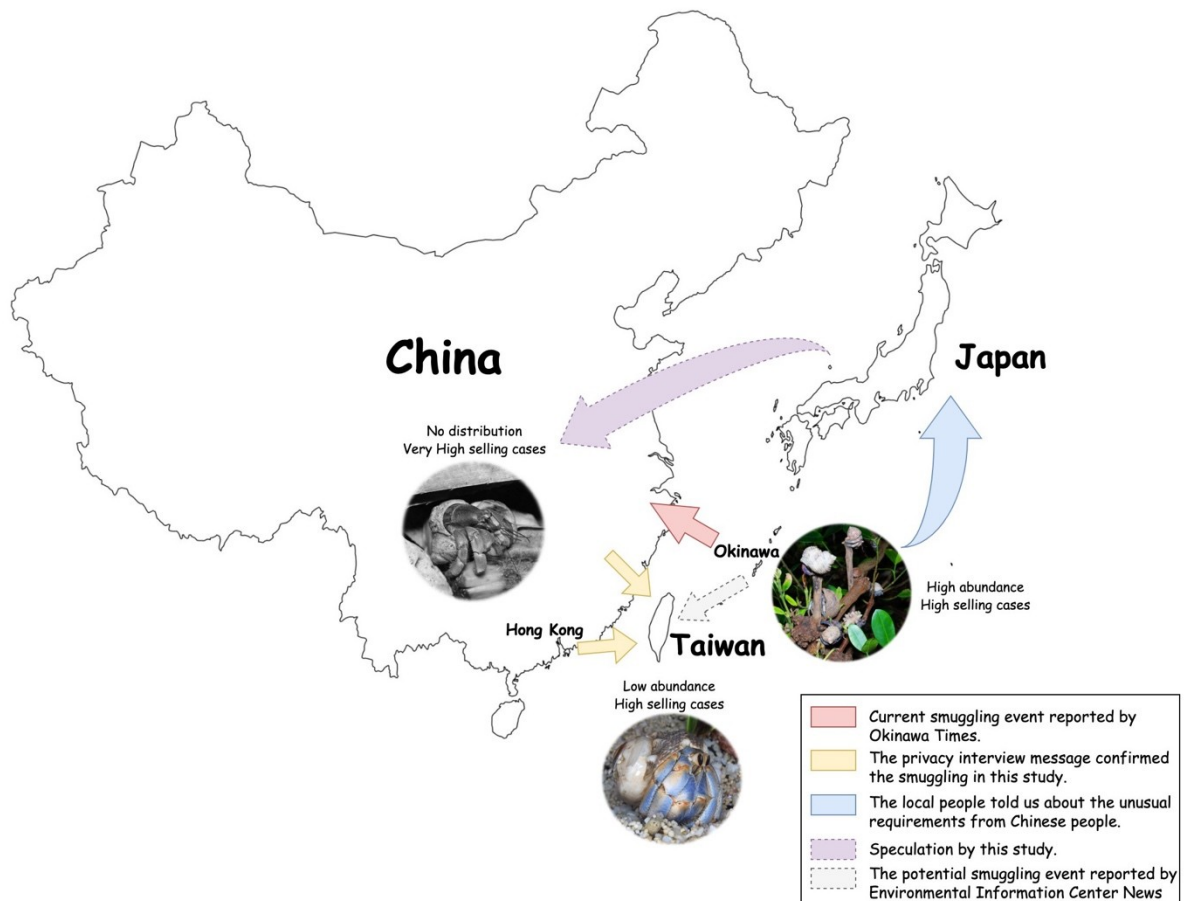 China
Japan
No distribution
Very High selling cases
Okinawa
High abundance
High selling cases
Hong Kong
Taiwan
Low abundance
High selling cases
Current smuggling event reported by
Okinawa Times.
The privacy interview message confirmed
the smuggling in this study.
The local people told us about the unusual
requirements from Chinese people.
Speculation by this study.
The potential smuggling event reported by
Environmental Information Center News